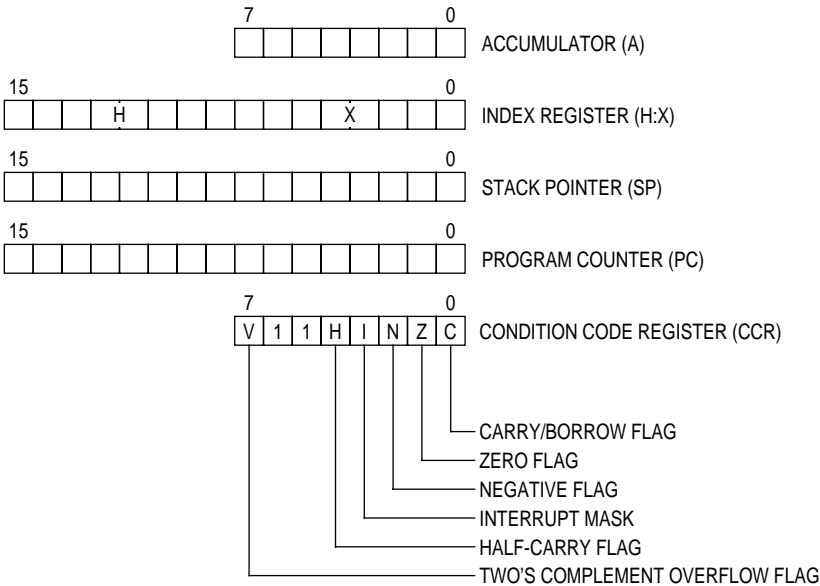 7 0
ACCUMULATOR (A)
15 0
H X INDEX REGISTER (H:X)
15 0
STACK POINTER (SP)
15 0
PROGRAM COUNTER (PC)
7 0
V 1 1 H I N Z C CONDITION CODE REGISTER (CCR)
CARRY/BORROW FLAG
ZERO FLAG
NEGATIVE FLAG
INTERRUPT MASK
HALF-CARRY FLAG
TWO'S COMPLEMENT OVERFLOW FLAG